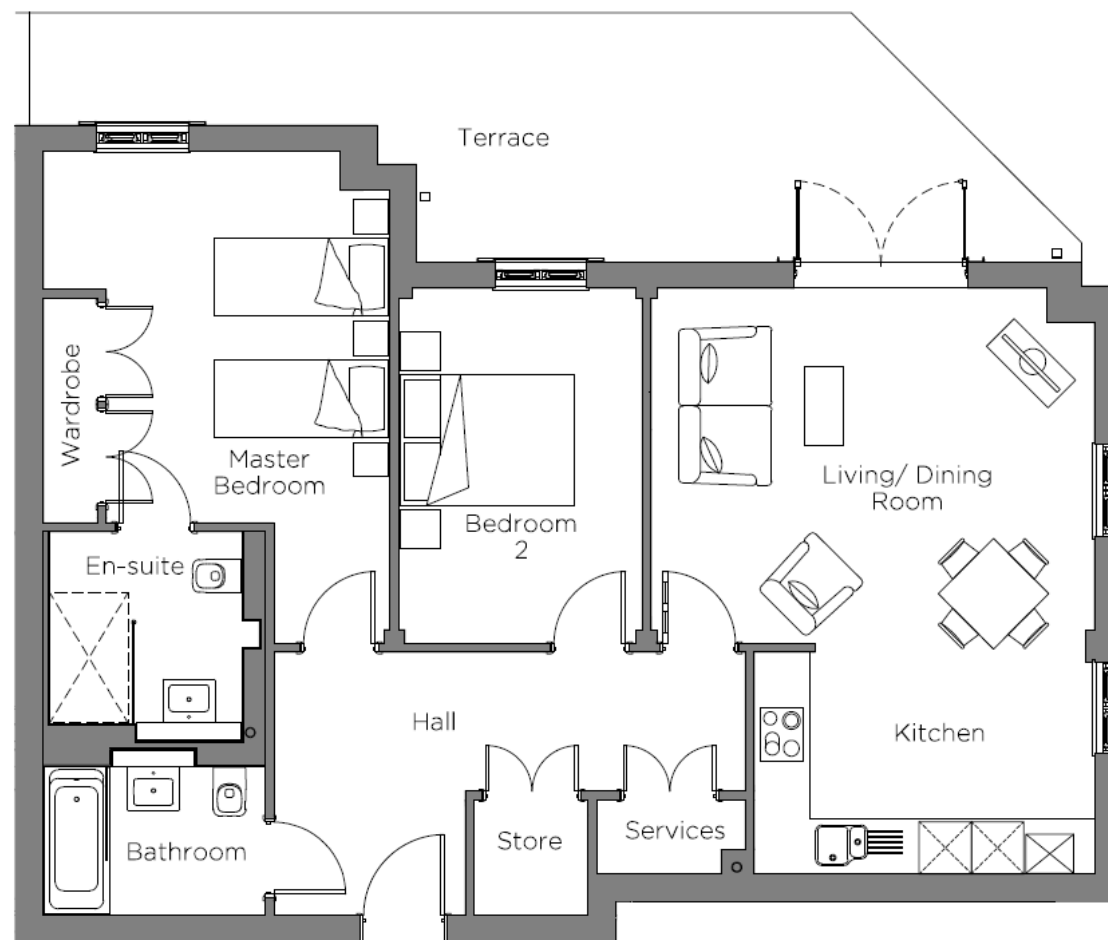 Terrace
Wardrobe
Master
Bedroom
Bedroom
2
Living/ Dining
Room
En-suite
Hall
Kitchen
Bathroom
Store
Services